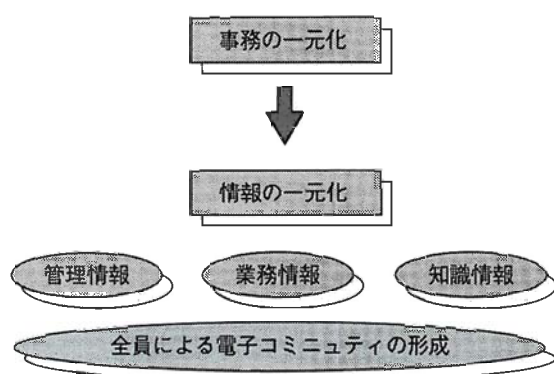 事務の一元化
情報の一元化
管理情報 業務情報 知識情報
全員による電子コミニュティの形成